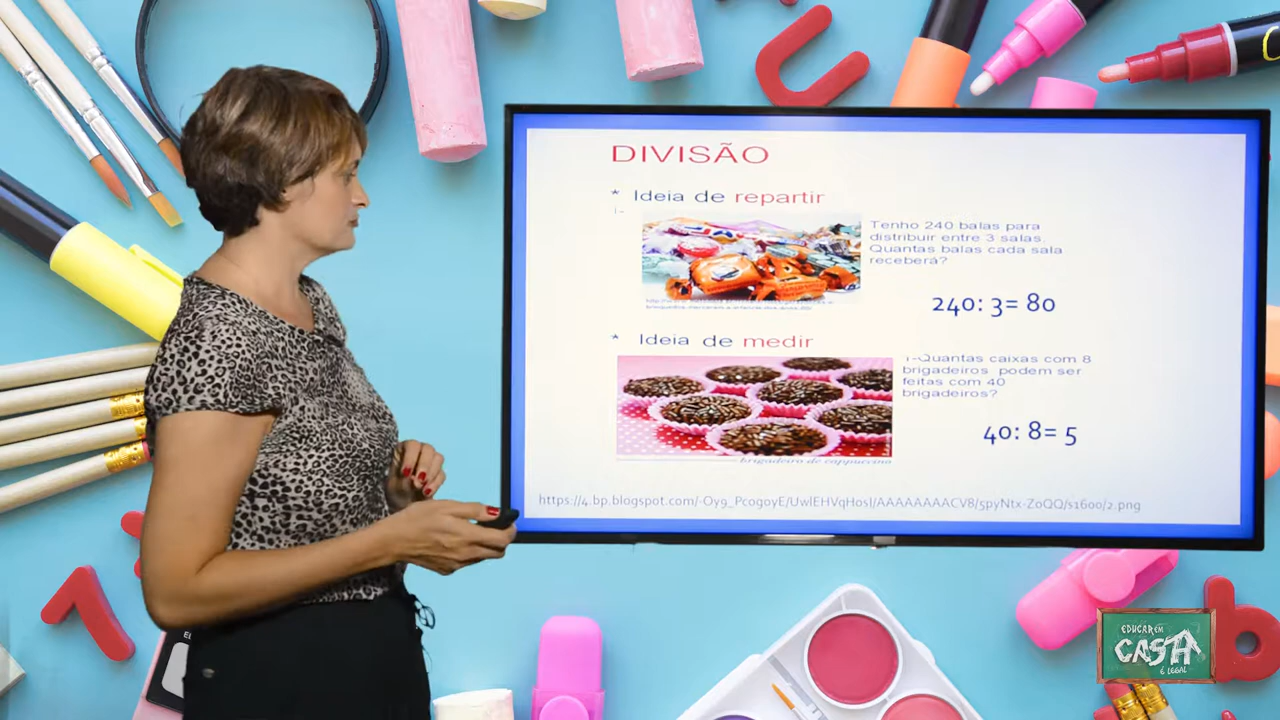 DIVISÃO
* Ideia de repartir
1-
Tenho 240 balas para
distribuir entre 3 salas.
Quantas balas cada sala
receberá?
240: 3= 80
* Ideia de medir
1-Quantas caixas com 8
brigadeiros podem ser
feitas com 40
brigadeiros?
40: 8= 5
brigadeiro de cappuccino
https://4.bp.blogspot.com/-Oy9_PcogoyE/UwlEHVqHosI/AAAAAAAACV8/5pyNtx-ZoQQ/s1600/2.png
EDUCAR EM
CASA
É LEGAL